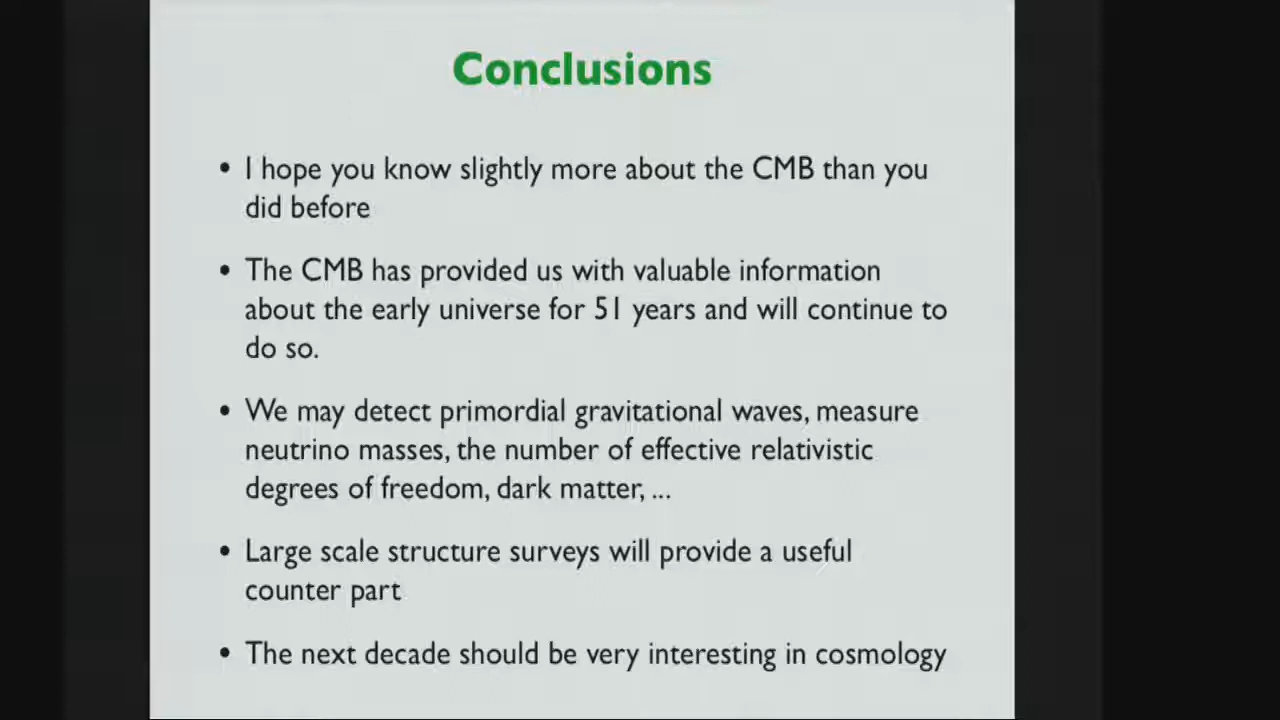 Conclusions
• I hope you know slightly more about the CMB than you
did before
• The CMB has provided us with valuable information
about the early universe for 51 years and will continue to
do so.
• We may detect primordial gravitational waves, measure
neutrino masses, the number of effective relativistic
degrees of freedom, dark matter, ...
• Large scale structure surveys will provide a useful
counter part
• The next decade should be very interesting in cosmology